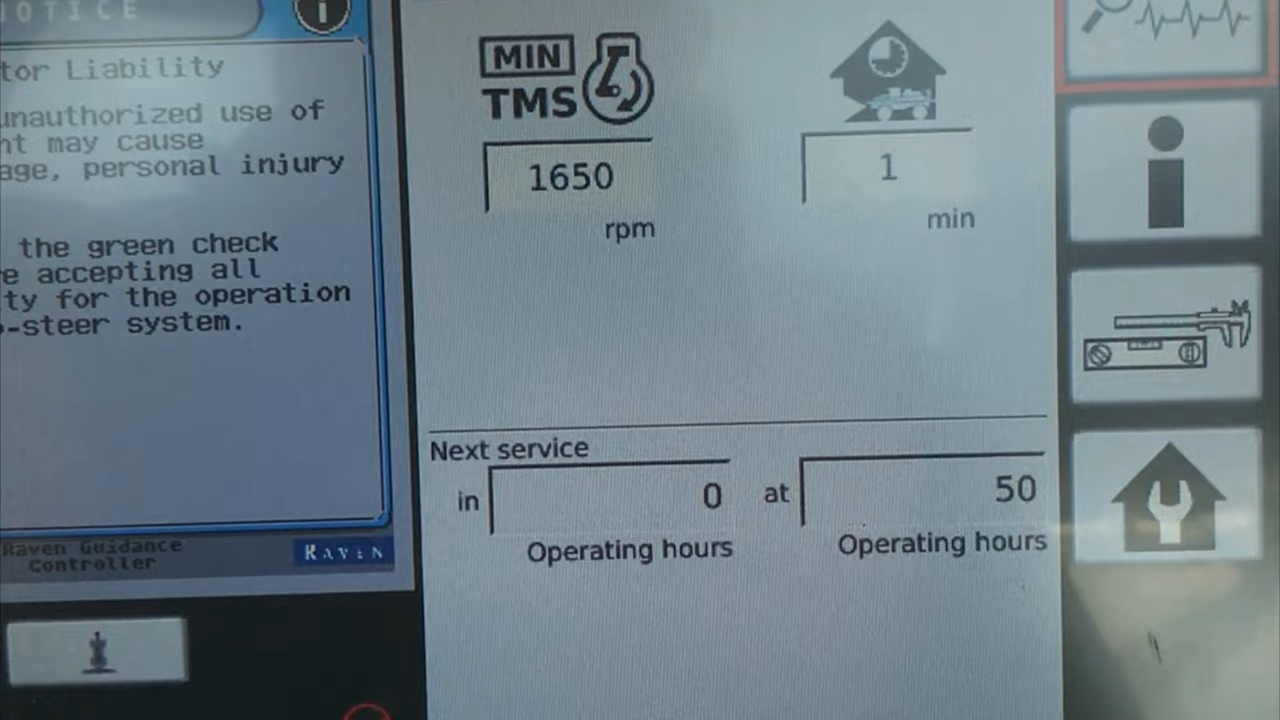 NOTICE
i
tor Liability
unauthorized use of
nt may cause
age, personal injury
the green check
e accepting all
ty for the operation
o-steer system.
Raven Guidance
Controller
RAVEN
MIN
TMS
1650
rpm
1
min
Next service
in 0 at 50
Operating hours Operating hours